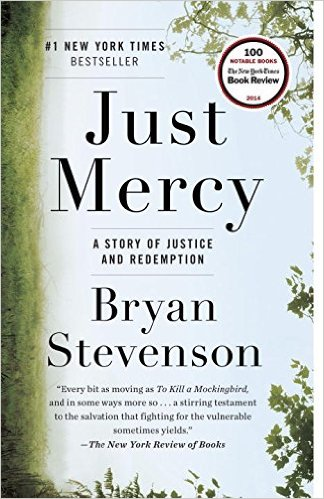 #1 NEW YORK TIMES
BESTSELLER
100
NOTABLE BOOKS
The New York Times
Book Review
2014
Just
Mercy
A STORY OF JUSTICE
AND REDEMPTION
Bryan
Stevenson
“Every bit as moving as To Kill a Mockingbird,
and in some ways more so . . . a stirring testament
to the salvation that fighting for the vulnerable
sometimes yields.”
—The New York Review of Books